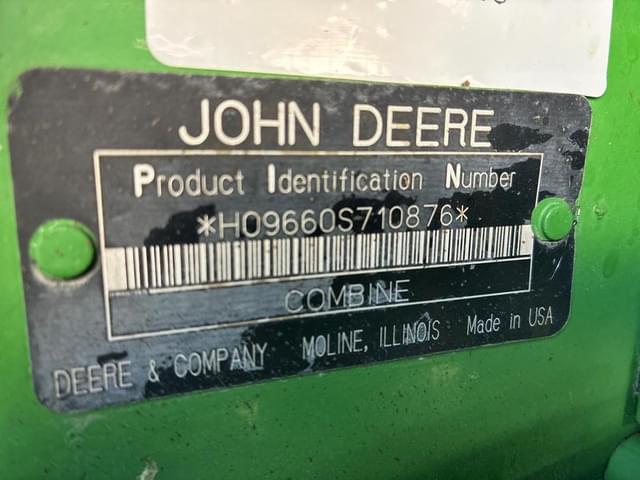 JOHN DEERE
Product Identification Number
*H09660S710876*
COMBINE
DEERE & COMPANY MOLINE, ILLINOIS Made in USA